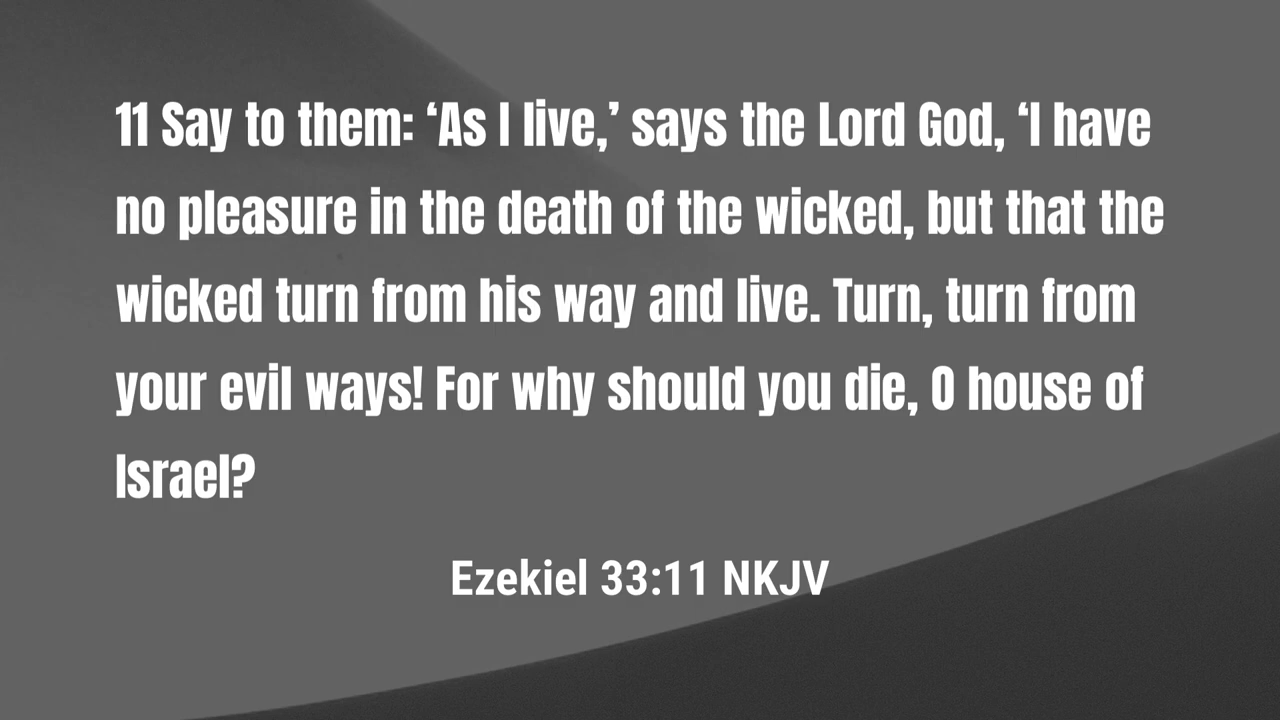 11 Say to them: ‘As I live,’ says the Lord God, ‘I have
no pleasure in the death of the wicked, but that the
wicked turn from his way and live. Turn, turn from
your evil ways! For why should you die, O house of
Israel?
Ezekiel 33:11 NKJV